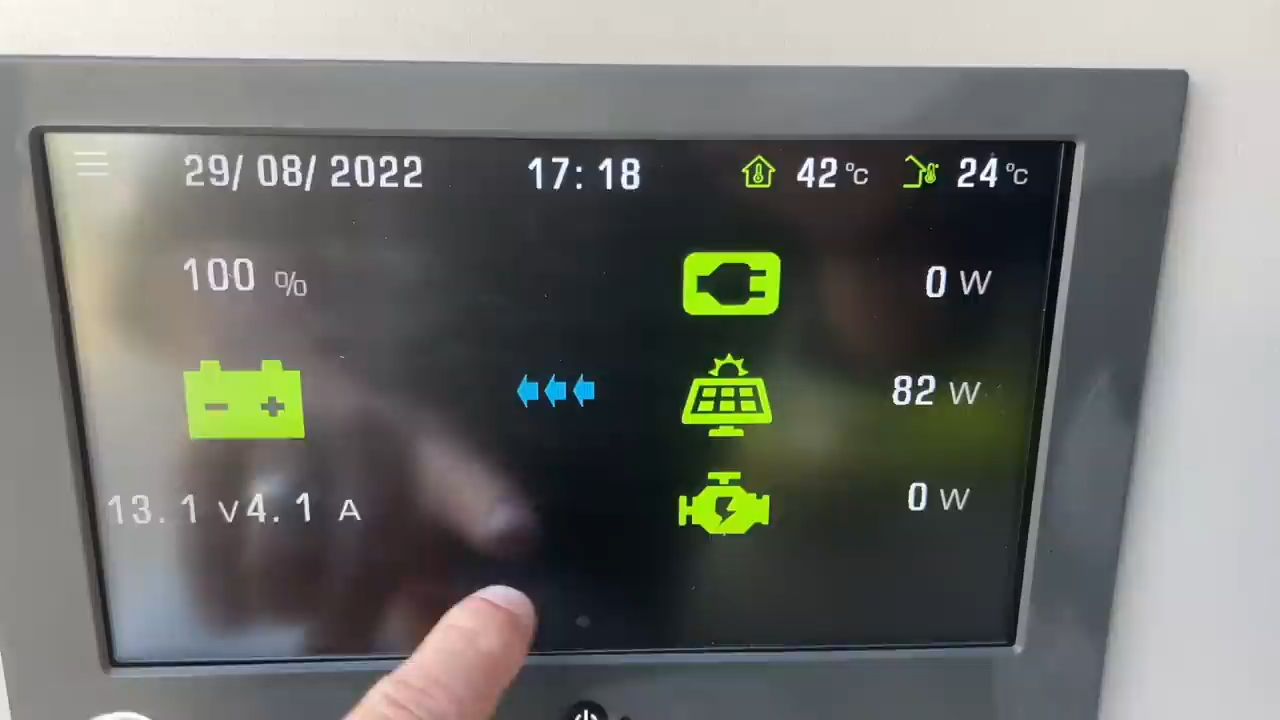 29/ 08/ 2022 17: 18 42 °C 24 °C
100 %
0 W
82 W
13. 1 V4. 1 A
0 W